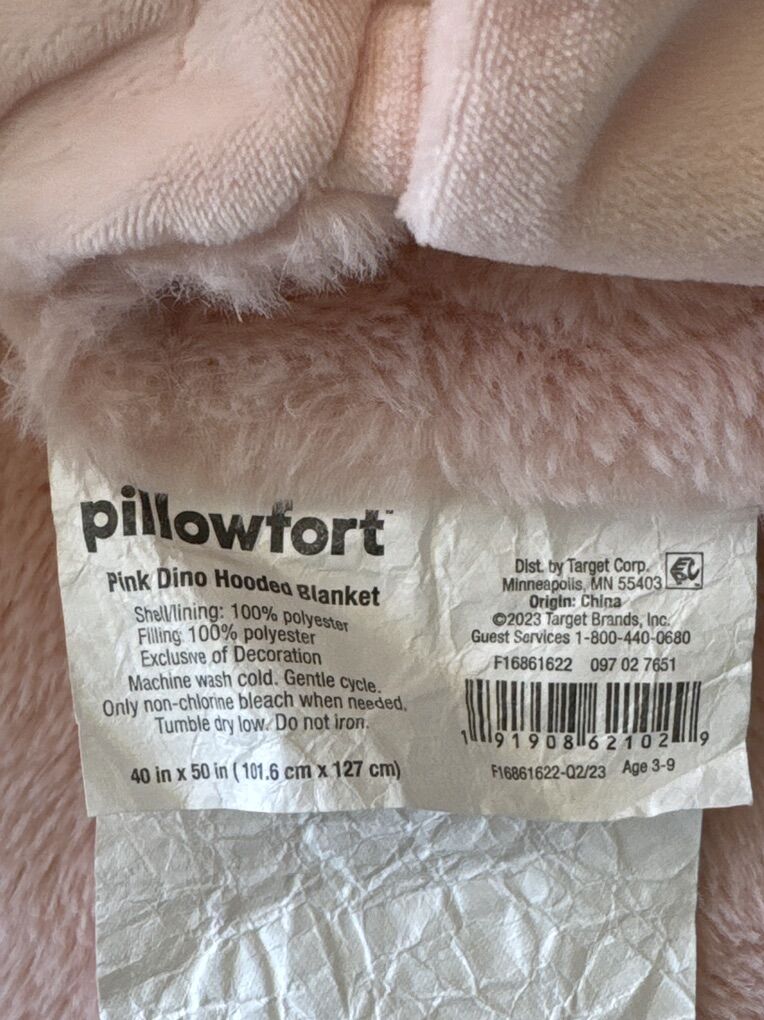 pillowfort™
Pink Dino Hooded Blanket
Shell/lining: 100% polyester
Filling 100% polyester
Exclusive of Decoration
Machine wash cold. Gentle cycle.
Only non-chlorine bleach when needed.
Tumble dry low. Do not iron.
40 in x 50 in (101.6 cm x 127 cm)
Dist. by Target Corp.
Minneapolis, MN 55403
Origin: China
©2023 Target Brands, Inc.
Guest Services 1-800-440-0680
F16861622 097 02 7651
1 91908 62102 9
F16861622-Q2/23 Age 3-9